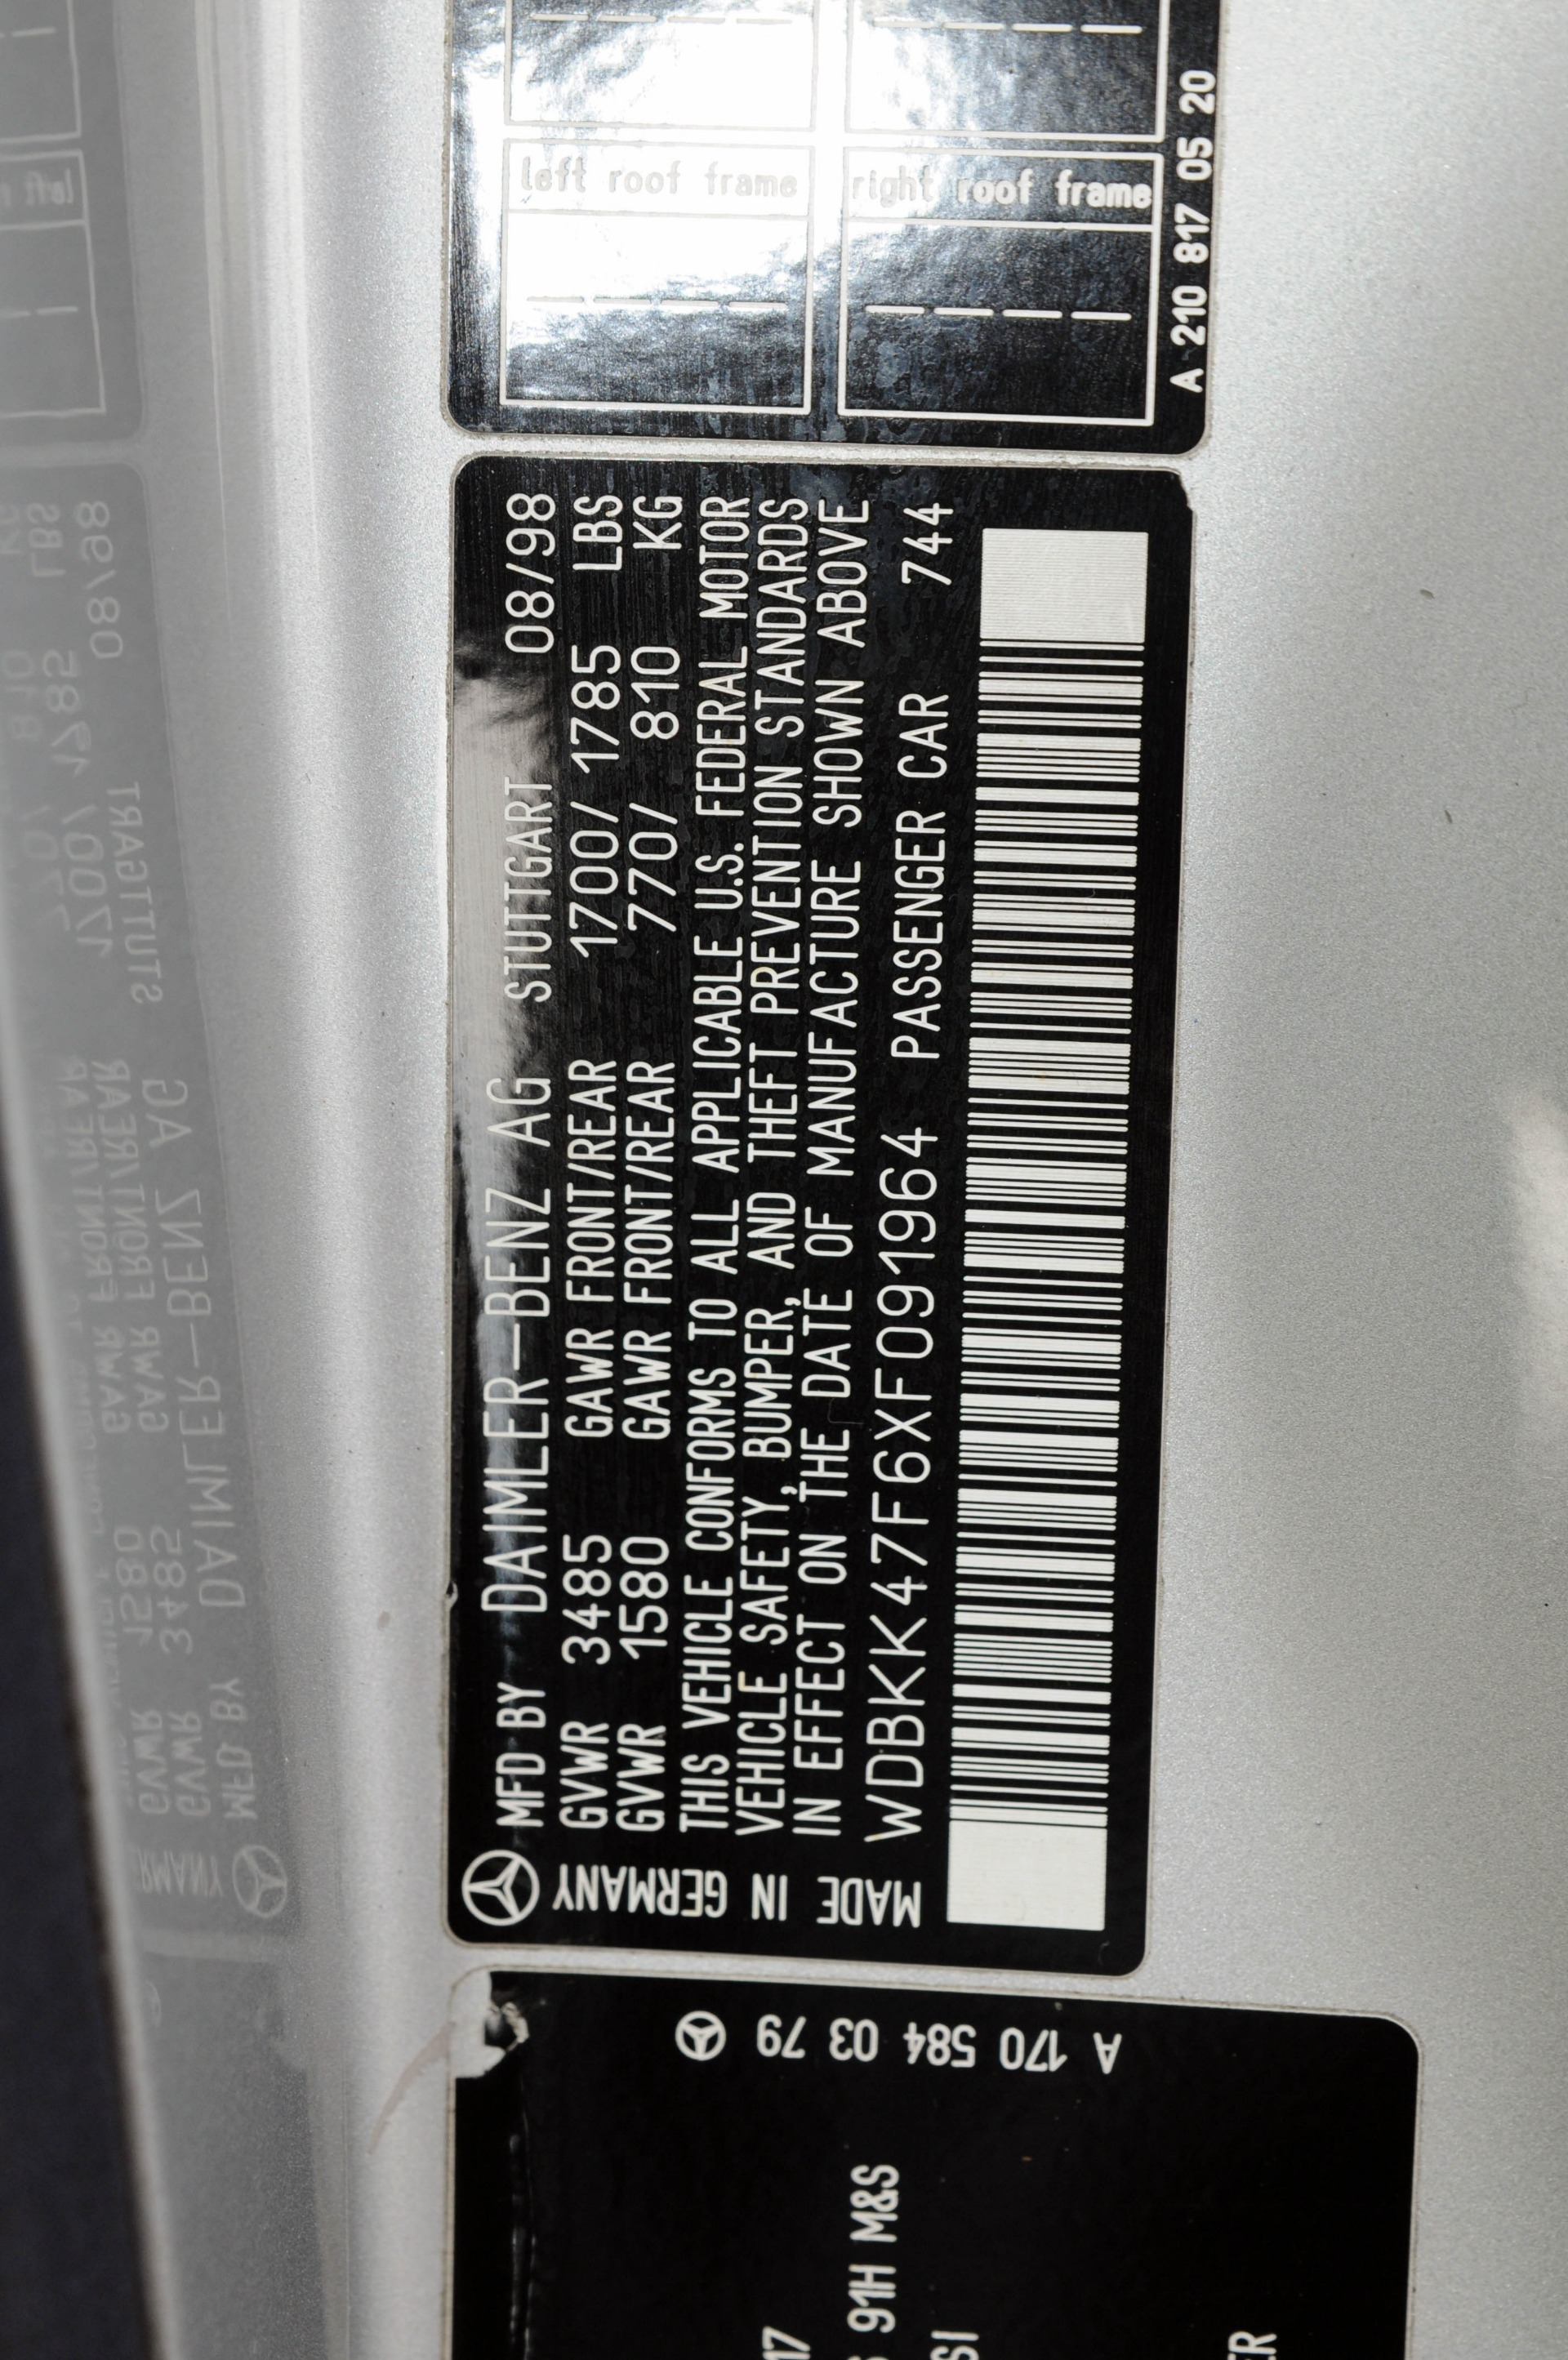 left roof frame
right roof frame
A 210 817 05 20
MFD BY DAIMLER-BENZ AG STUTTGART 08/98
GVWR 3485 GAWR FRONT/REAR 1700/ 1785 LBS
GVWR 1580 GAWR FRONT/REAR 770/ 810 KG
THIS VEHICLE CONFORMS TO ALL APPLICABLE U.S. FEDERAL MOTOR
VEHICLE SAFETY, BUMPER, AND THEFT PREVENTION STANDARDS
IN EFFECT ON THE DATE OF MANUFACTURE SHOWN ABOVE
WDBKK47F6XF091964 PASSENGER CAR 744
MADE IN GERMANY
A 170 584 03 79
91H M&S